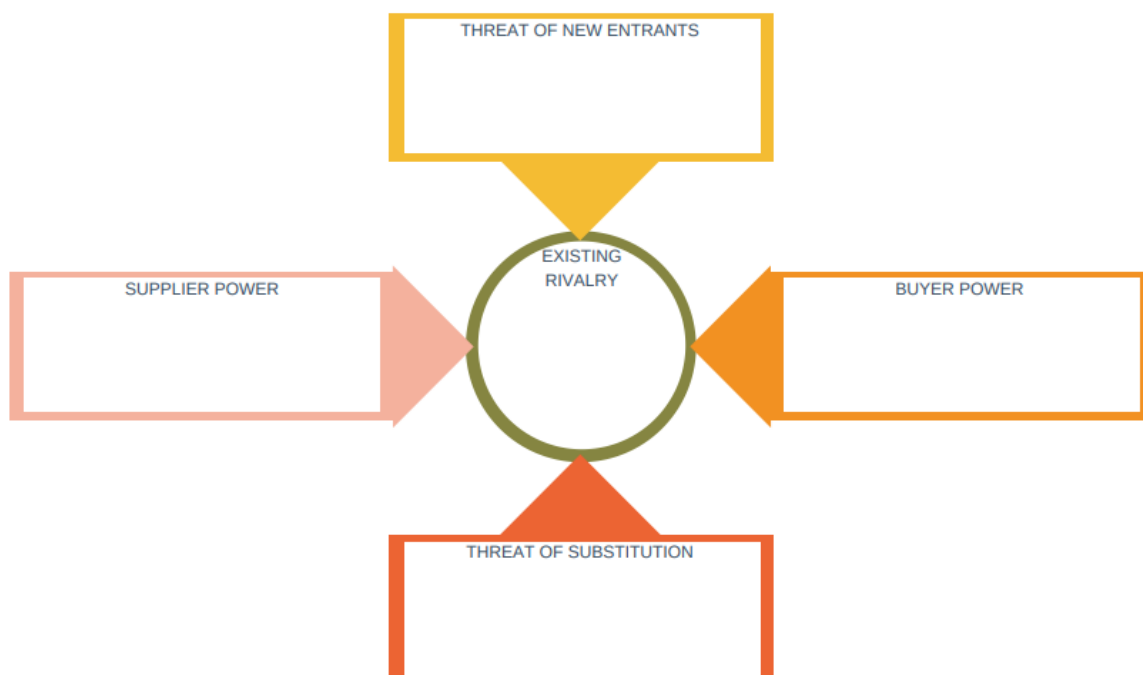 THREAT OF NEW ENTRANTS
EXISTING
RIVALRY
SUPPLIER POWER
BUYER POWER
THREAT OF SUBSTITUTION